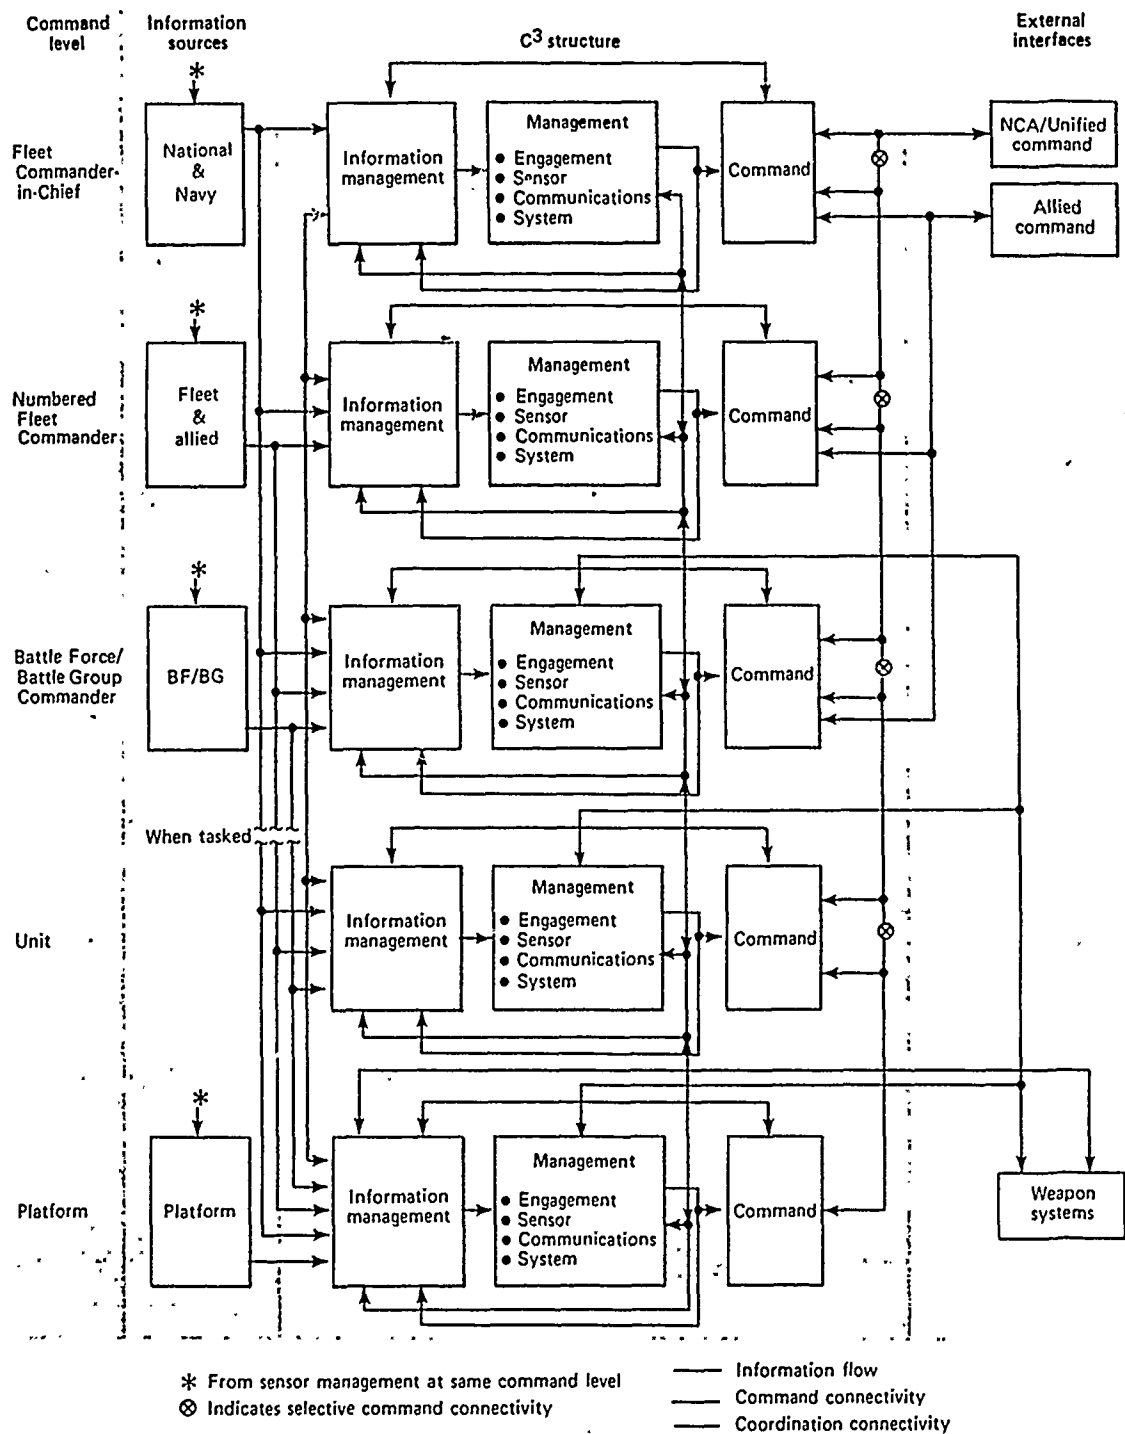 Command
level
Information
sources
C3 structure
External
interfaces
*
Fleet
Commander-
in-Chief
National
&
Navy
Information
management
Management
● Engagement
● Sensor
● Communications
● System
Command
NCA/Unified
command
Allied
command
*
Numbered
Fleet
Commander
Fleet
&
allied
Information
management
Management
● Engagement
● Sensor
● Communications
● System
Command
*
Battle Force/
Battle Group
Commander
BF/BG
Information
management
Management
● Engagement
● Sensor
● Communications
● System
Command
When tasked
Unit
Information
management
Management
● Engagement
● Sensor
● Communications
● System
Command
*
Platform
Platform
Information
management
Management
● Engagement
● Sensor
● Communications
● System
Command
Weapon
systems
* From sensor management at same command level
⊗ Indicates selective command connectivity
Information flow
Command connectivity
Coordination connectivity